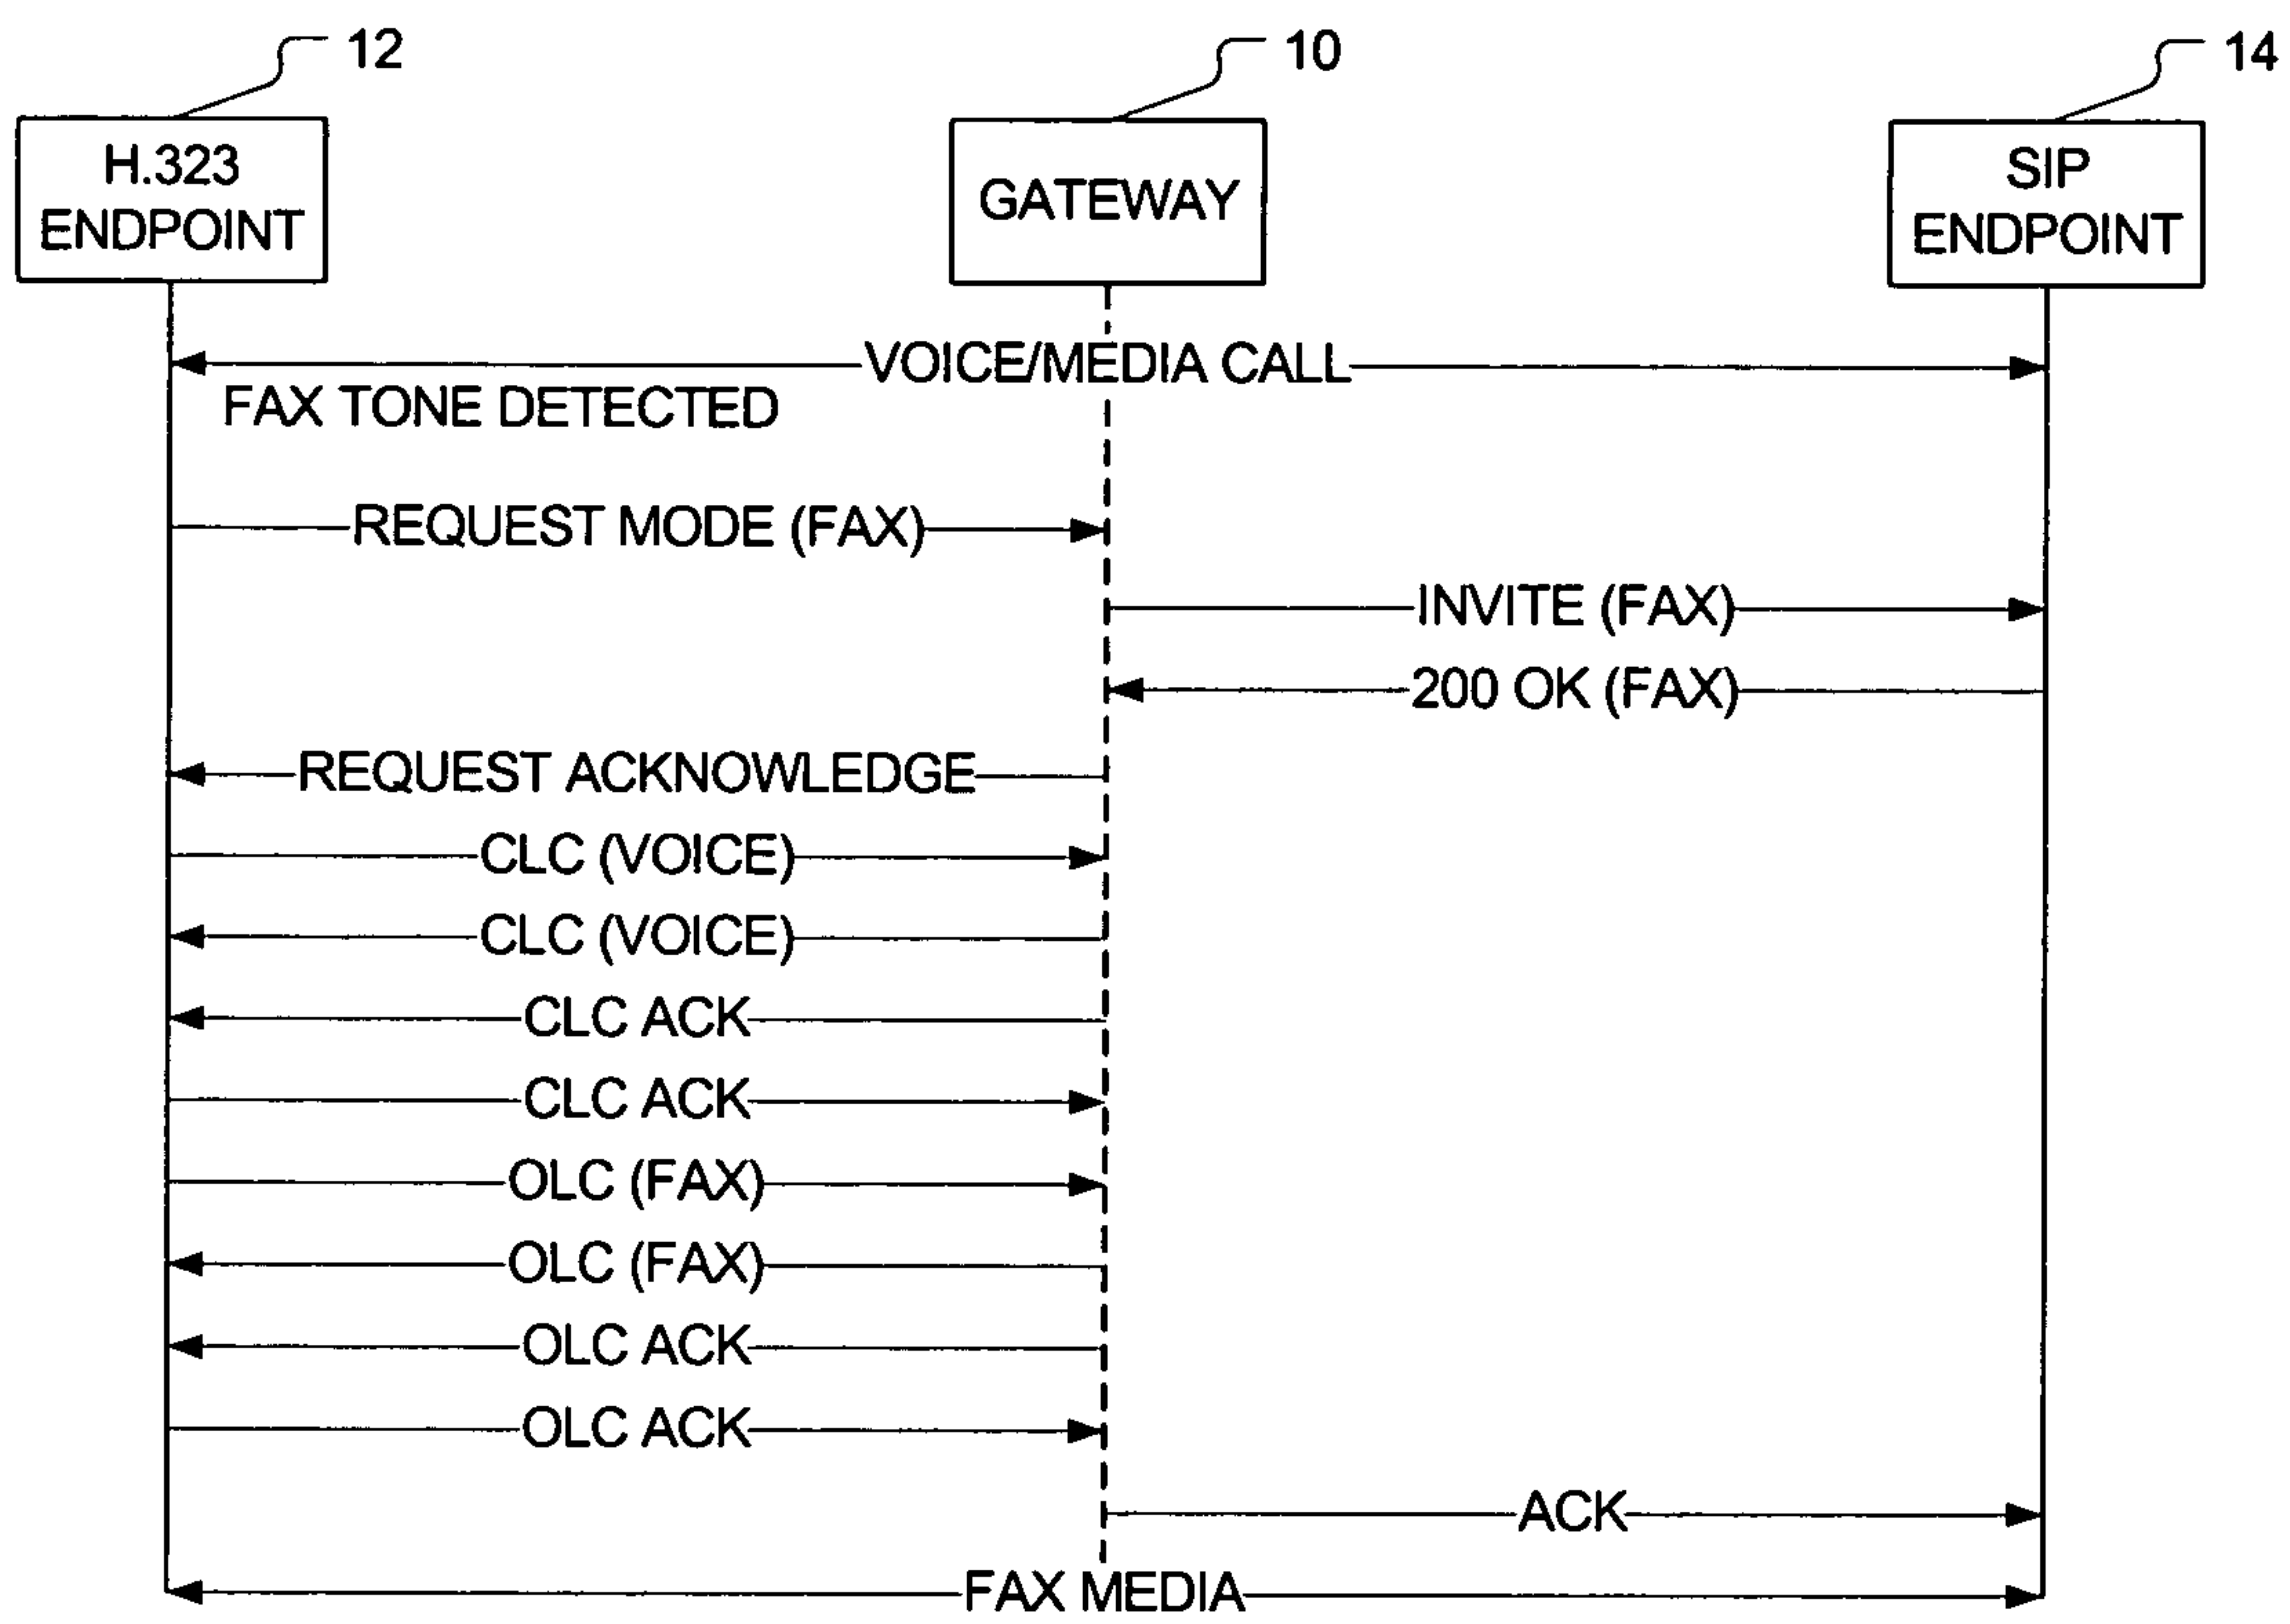 12
10
14
H.323
ENDPOINT
GATEWAY
SIP
ENDPOINT
VOICE/MEDIA CALL
FAX TONE DETECTED
REQUEST MODE (FAX)
INVITE (FAX)
200 OK (FAX)
REQUEST ACKNOWLEDGE
CLC (VOICE)
CLC (VOICE)
CLC ACK
CLC ACK
OLC (FAX)
OLC (FAX)
OLC ACK
OLC ACK
ACK
FAX MEDIA